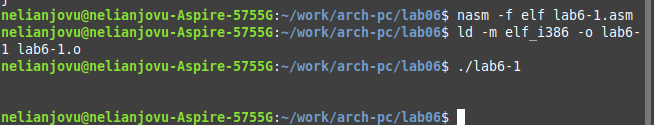 nelianjovu@nelianjovu-Aspire-5755G:~/work/arch-pc/lab06$ nasm -f elf lab6-1.asm
nelianjovu@nelianjovu-Aspire-5755G:~/work/arch-pc/lab06$ ld -m elf_i386 -o lab6-
1 lab6-1.o
nelianjovu@nelianjovu-Aspire-5755G:~/work/arch-pc/lab06$ ./lab6-1
nelianjovu@nelianjovu-Aspire-5755G:~/work/arch-pc/lab06$